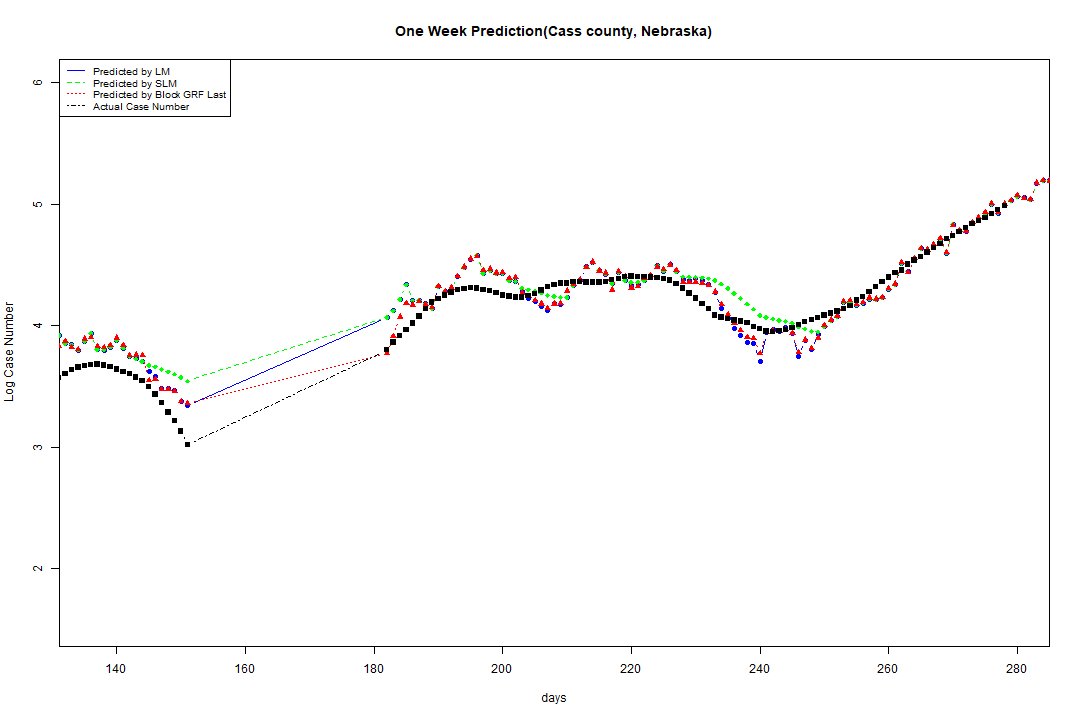 One Week Prediction(Cass county, Nebraska)
Predicted by LM
Predicted by SLM
Predicted by Block GRF Last
Actual Case Number
Log Case Number
6
5
4
3
2
140 160 180 200 220 240 260 280
days